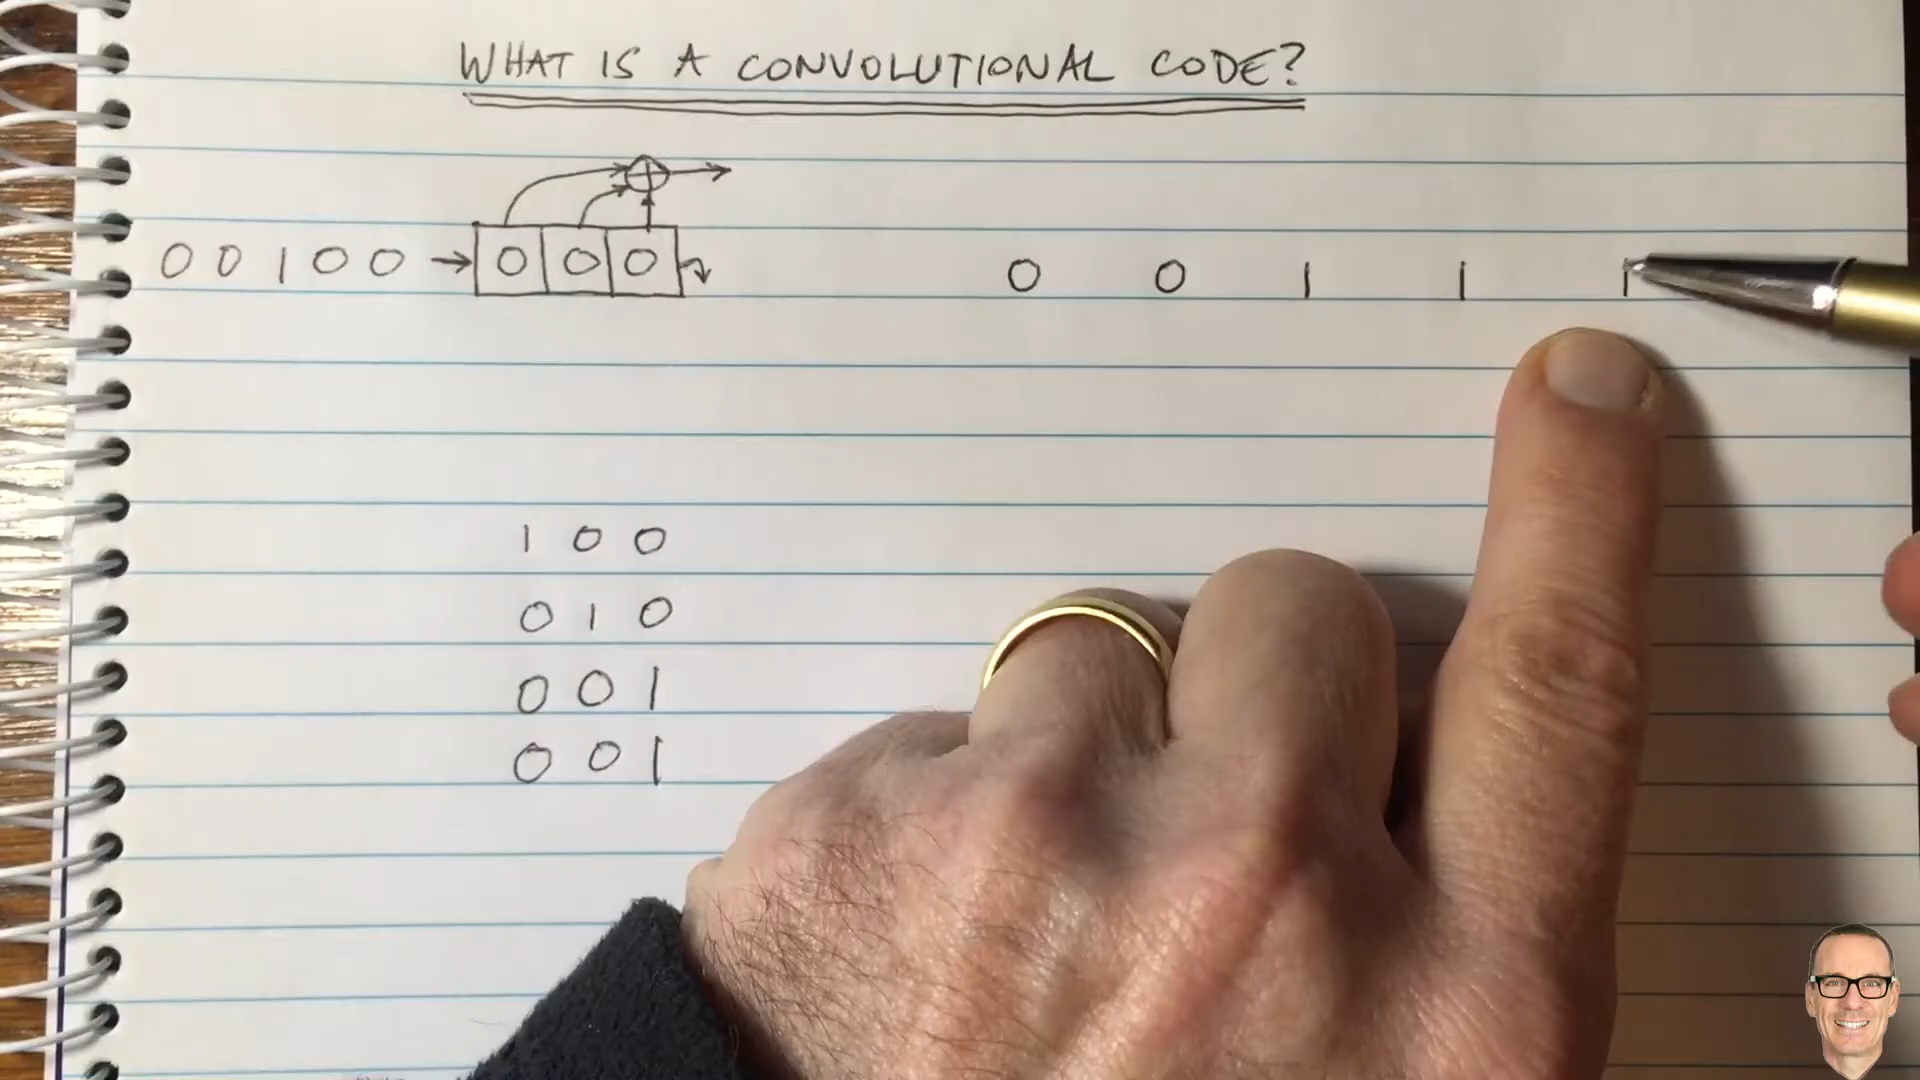 WHAT IS A CONVOLUTIONAL CODE?
0 0 1 0 0 → 0 0 0 0 0 1 1 1
1 0 0
0 1 0
0 0 1
0 0 1